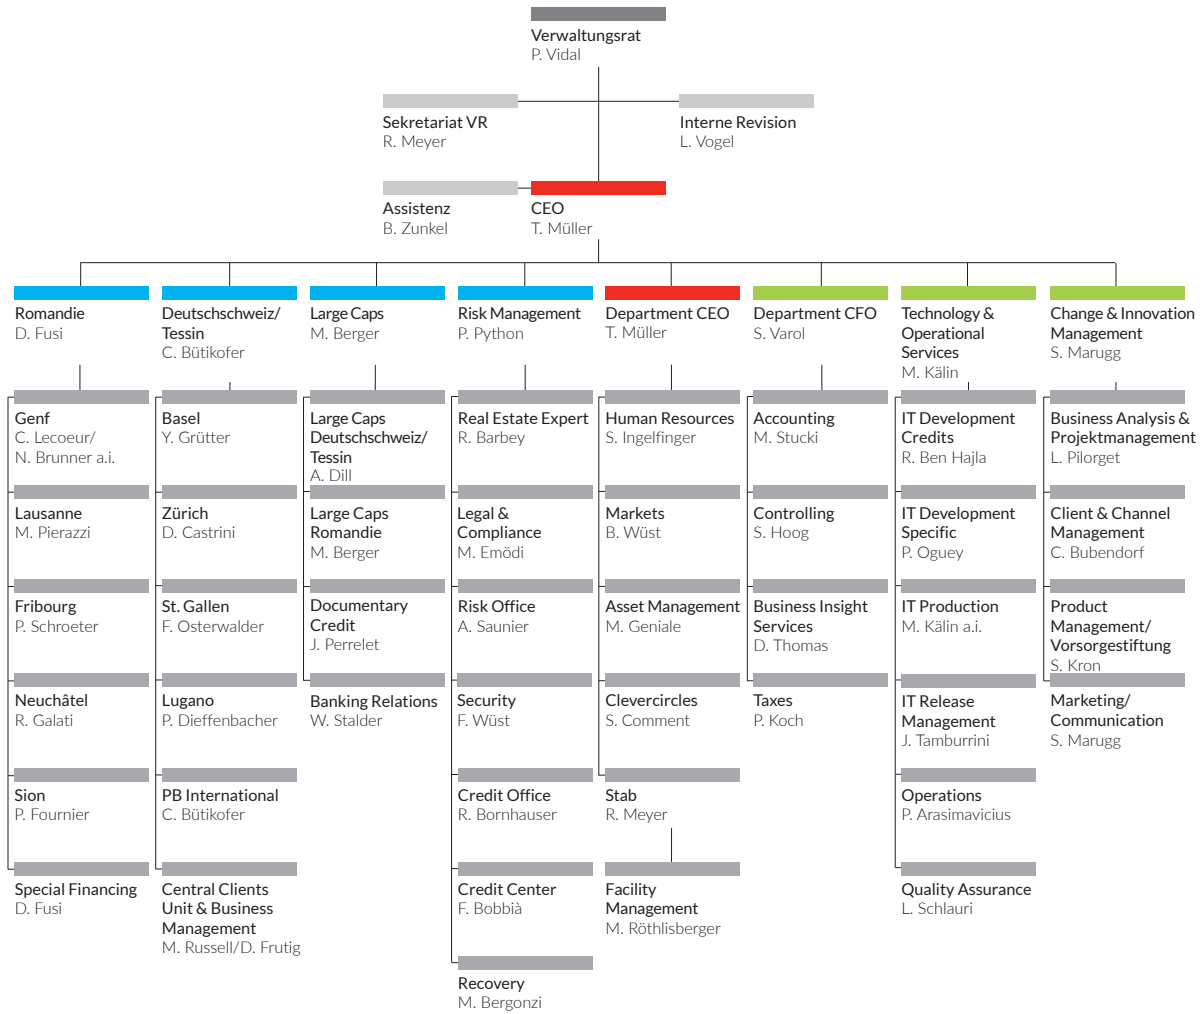 Verwaltungsrat
P. Vidal
Sekretariat VR
R. Meyer
Interne Revision
L. Vogel
Assistenz
B. Zunkel
CEO
T. Müller
Romandie
D. Fusi
Deutschschweiz/
Tessin
C. Bütikofer
Large Caps
M. Berger
Risk Management
P. Python
Department CEO
T. Müller
Department CFO
S. Varol
Technology &
Operational
Services
M. Kälin
Change & Innovation
Management
S. Marugg
Genf
C. Lecoeur/
N. Brunner a.i.
Lausanne
M. Pierazzi
Fribourg
P. Schroeter
Neuchâtel
R. Galati
Sion
P. Fournier
Special Financing
D. Fusi
Basel
Y. Grütter
Zürich
D. Castrini
St. Gallen
F. Osterwalder
Lugano
P. Dieffenbacher
PB International
C. Bütikofer
Central Clients
Unit & Business
Management
M. Russell/D. Frutig
Large Caps
Deutschschweiz/
Tessin
A. Dill
Large Caps
Romandie
M. Berger
Documentary
Credit
J. Perrelet
Banking Relations
W. Stalder
Real Estate Expert
R. Barbey
Legal &
Compliance
M. Emödi
Risk Office
A. Saunier
Security
F. Wüst
Credit Office
R. Bornhauser
Credit Center
F. Bobbià
Recovery
M. Bergonzi
Human Resources
S. Ingelfinger
Markets
B. Wüst
Asset Management
M. Geniale
Clevercircles
S. Comment
Stab
R. Meyer
Facility
Management
M. Röthlisberger
Accounting
M. Stucki
Controlling
S. Hoog
Business Insight
Services
D. Thomas
Taxes
P. Koch
IT Development
Credits
R. Ben Hajla
IT Development
Specific
P. Oguey
IT Production
M. Kälin a.i.
IT Release
Management
J. Tamburrini
Operations
P. Arasimavicius
Quality Assurance
L. Schlauri
Business Analysis &
Projektmanagement
L. Pilorget
Client & Channel
Management
C. Bubendorf
Product
Management/
Vorsorgestiftung
S. Kron
Marketing/
Communication
S. Marugg